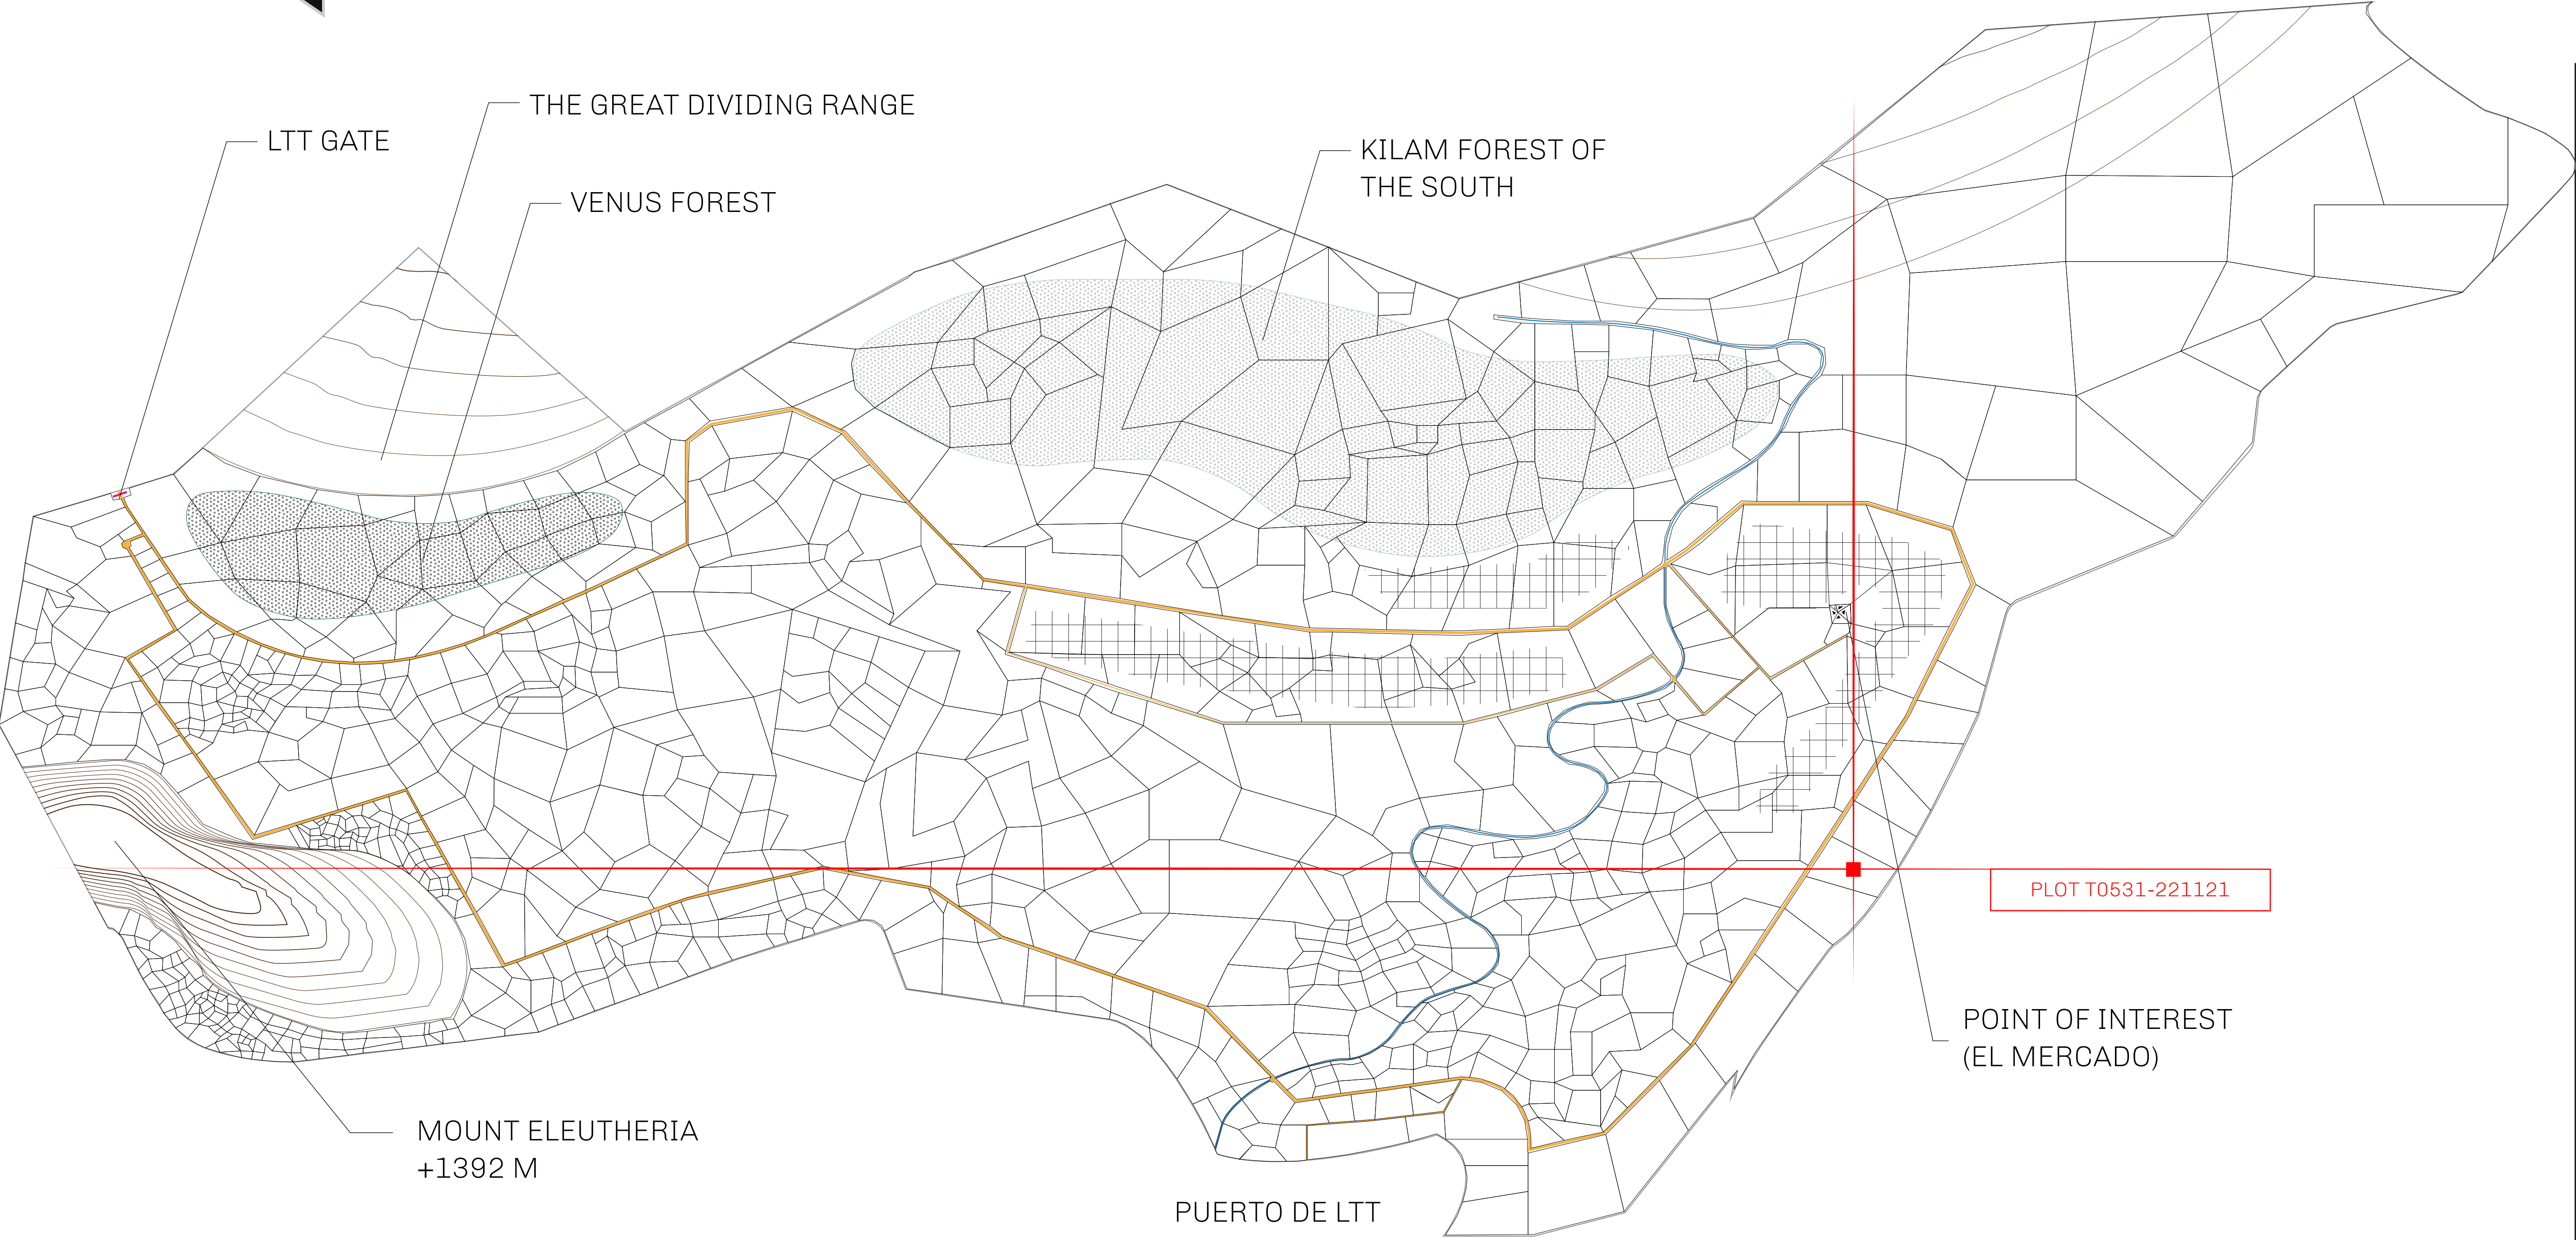 THE GREAT DIVIDING RANGE
LTT GATE
KILAM FOREST OF
THE SOUTH
VENUS FOREST
PLOT T0531-221121
POINT OF INTEREST
(EL MERCADO)
MOUNT ELEUTHERIA
+1392 M
PUERTO DE LTT